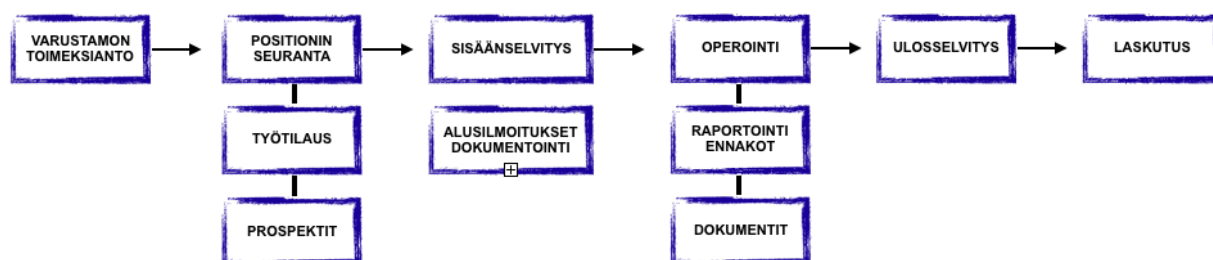 VARUSTAMON
TOIMEKSIANTO
POSITIONIN
SEURANTA
SISÄÄNSELVITYS
OPEROINTI
ULOSSELVITYS
LASKUTUS
TYÖTILAUS
ALUSILMOITUKSET
DOKUMENTOINTI
RAPORTOINTI
ENNAKOT
PROSPEKTIT
DOKUMENTIT